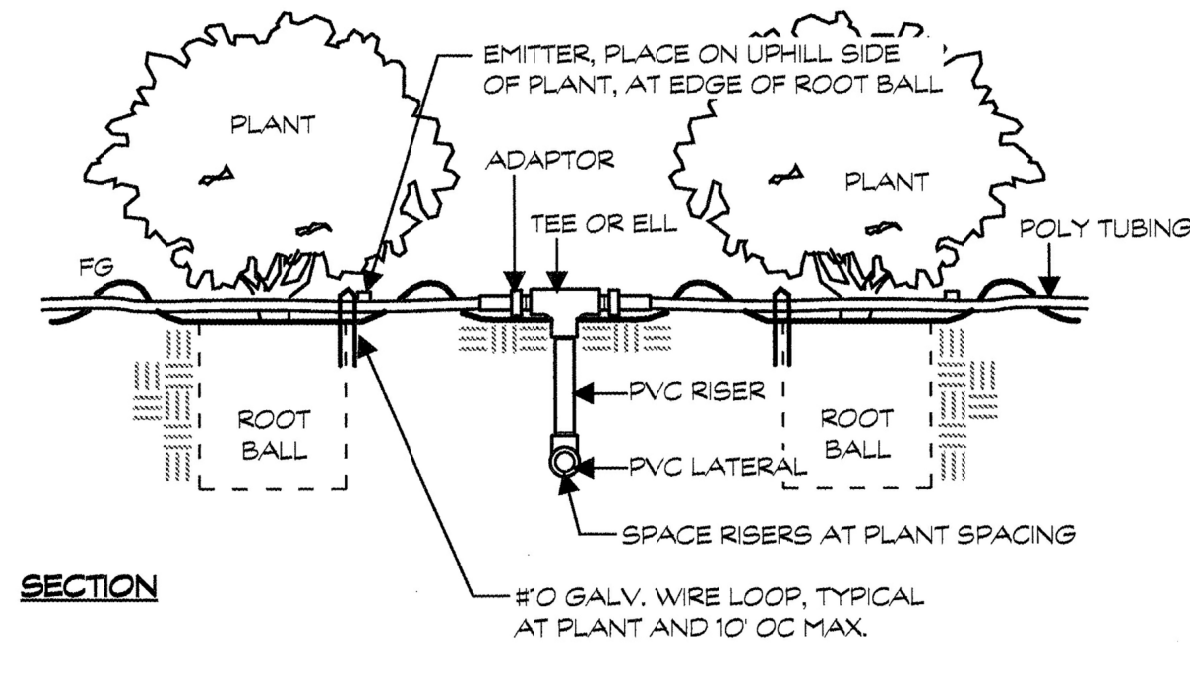 EMITTER, PLACE ON UPHILL SIDE
OF PLANT, AT EDGE OF ROOT BALL
PLANT
ADAPTOR
PLANT
TEE OR ELL
POLY TUBING
FG
PVC RISER
ROOT
BALL
ROOT
BALL
PVC LATERAL
SPACE RISERS AT PLANT SPACING
SECTION
#10 GALV. WIRE LOOP, TYPICAL
AT PLANT AND 10' OC MAX.